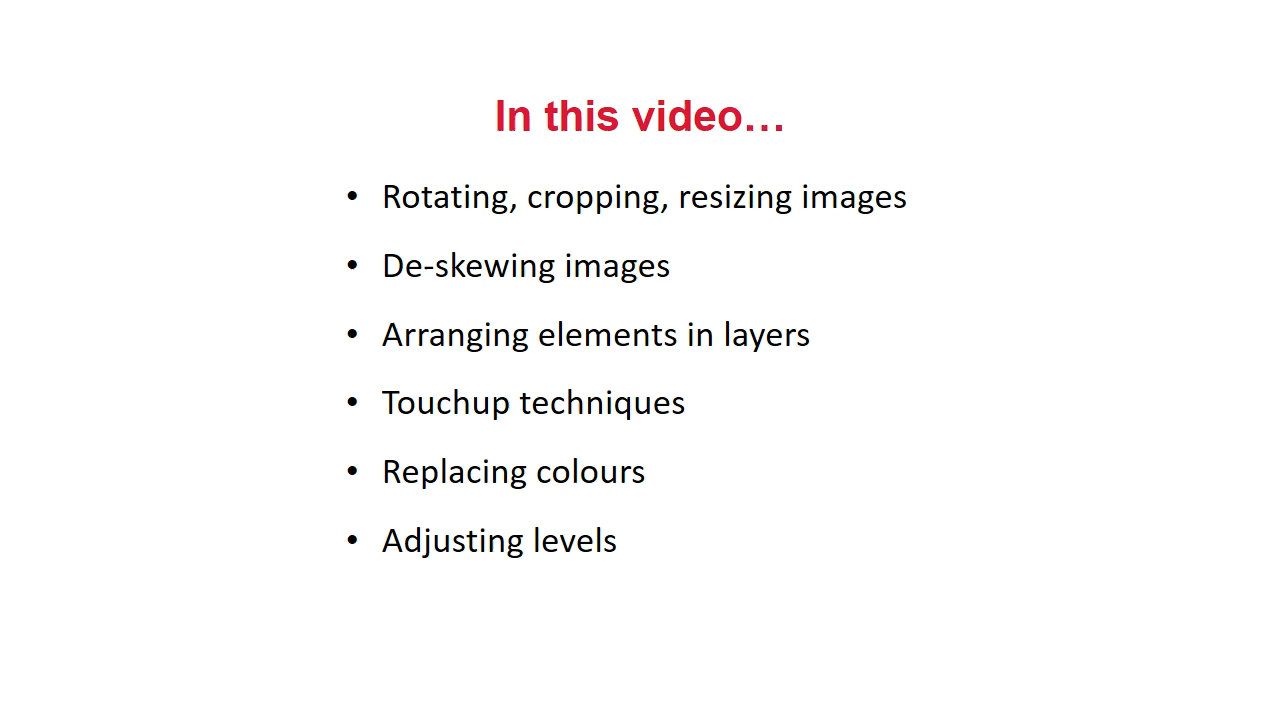 In this video…
• Rotating, cropping, resizing images
• De-skewing images
• Arranging elements in layers
• Touchup techniques
• Replacing colours
• Adjusting levels